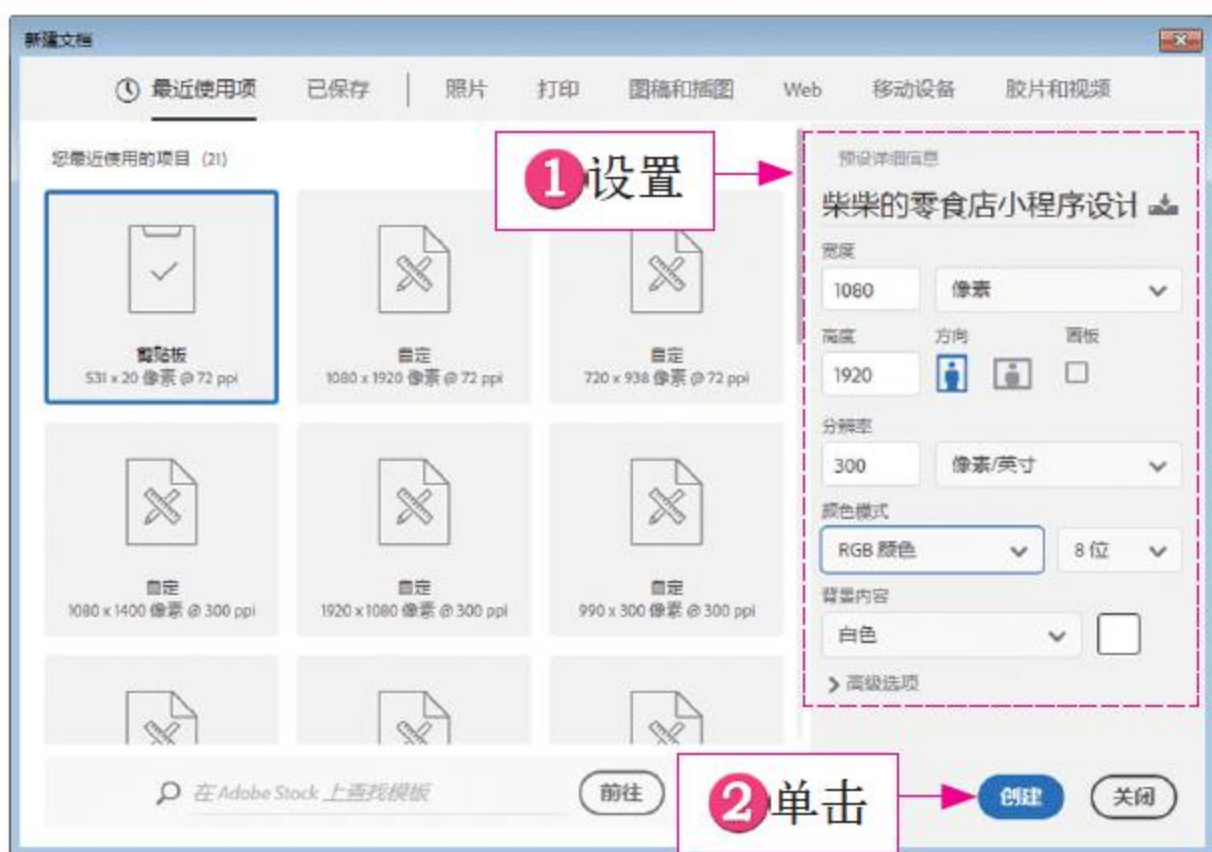 新建文档
最近使用项 已保存 照片 打印 图稿和插图 Web 移动设备 胶片和视频
您最近使用的项目 (21)
1 设置
剪贴板
531 x 20 像素 @ 72 ppi
自定
1080 x 1920 像素 @ 72 ppi
自定
720 x 938 像素 @ 72 ppi
自定
1080 x 1400 像素 @ 300 ppi
自定
1920 x 1080 像素 @ 300 ppi
自定
990 x 300 像素 @ 300 ppi
在 Adobe Stock 上查找模板
前往
预设详细信息
柴柴的零食店小程序设计
宽度
1080 像素
高度 方向 画板
1920
分辨率
300 像素/英寸
颜色模式
RGB 颜色 8 位
背景内容
白色
高级选项
2 单击
创建 关闭